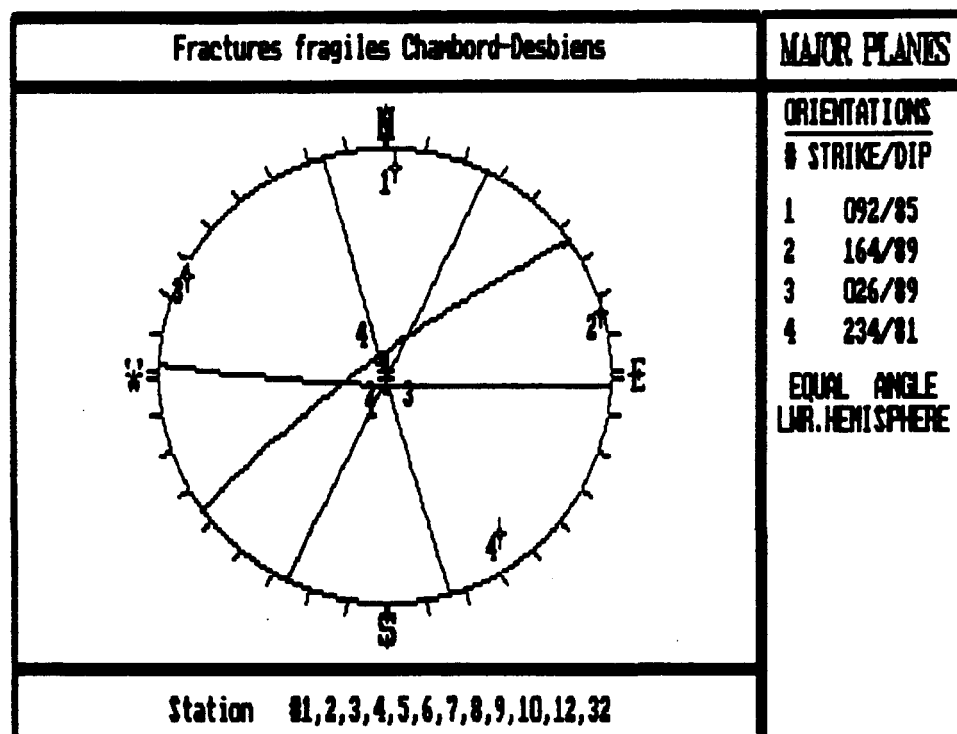 Fractures fragiles Chambord-Desbiens
MAJOR PLANES
ORIENTATIONS
# STRIKE/DIP
1 092/85
2 164/89
3 026/89
4 234/81
EQUAL ANGLE
LWR.HEMISPHERE
N
1
3
2
4
W
E
2
3
1
4
S
Station #1,2,3,4,5,6,7,8,9,10,12,32